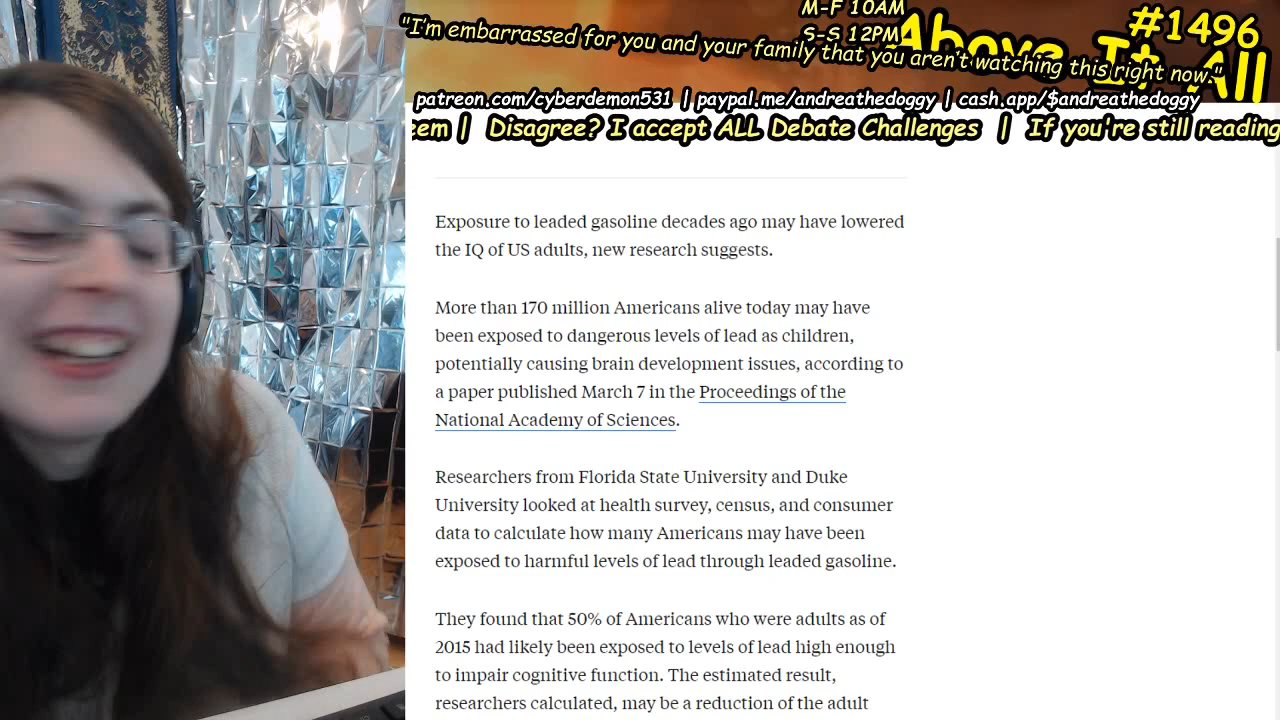 M-F 10AM
S-S 12PM
Above It All
#1496
"I'm embarrassed for you and your family that you aren't watching this right now."
patreon.com/cyberdemon531 | paypal.me/andreathedoggy | cash.app/$andreathedoggy
eem | Disagree? I accept ALL Debate Challenges | If you're still reading
Exposure to leaded gasoline decades ago may have lowered
the IQ of US adults, new research suggests.
More than 170 million Americans alive today may have
been exposed to dangerous levels of lead as children,
potentially causing brain development issues, according to
a paper published March 7 in the Proceedings of the
National Academy of Sciences.
Researchers from Florida State University and Duke
University looked at health survey, census, and consumer
data to calculate how many Americans may have been
exposed to harmful levels of lead through leaded gasoline.
They found that 50% of Americans who were adults as of
2015 had likely been exposed to levels of lead high enough
to impair cognitive function. The estimated result,
researchers calculated, may be a reduction of the adult